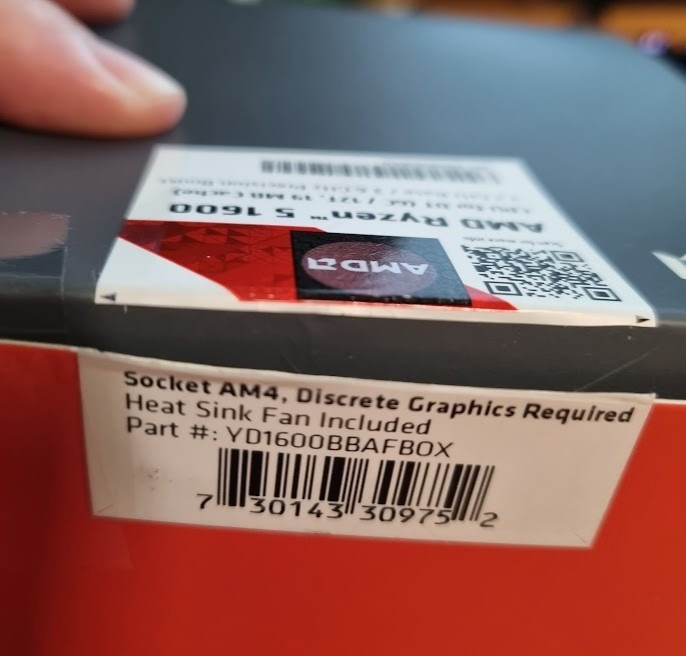 AMD Ryzen™ 5 1600
AMD
Socket AM4, Discrete Graphics Required
Heat Sink Fan Included
Part #: YD1600BBAFBOX
7 30143 30975 2